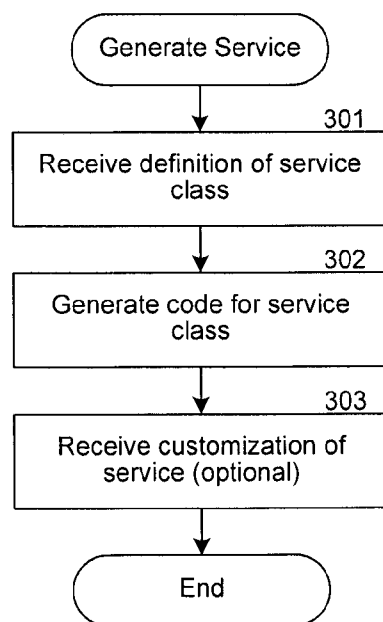 Generate Service
301
Receive definition of service
class
302
Generate code for service
class
303
Receive customization of
service (optional)
End